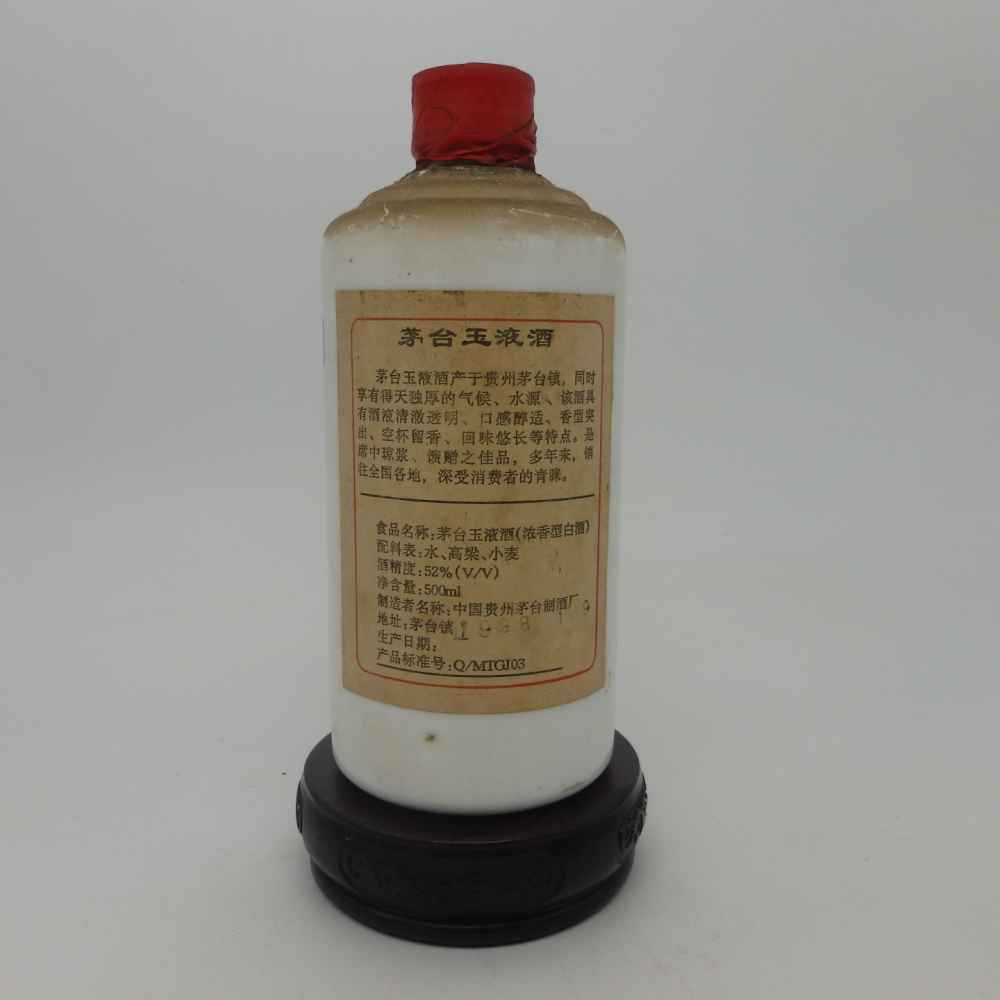 茅台玉液酒
茅台玉液酒产于贵州茅台镇，同时
享有得天独厚的气候、水源、该酒具
有酒液清澈透明、口感醇适、香型突
出、空杯留香、回味悠长等特点。是
席中琼浆、馈赠之佳品，多年来，销
往全国各地，深受消费者的青睐。
食品名称：茅台玉液酒（浓香型白酒）
配料表：水、高粱、小麦
酒精度：52%（V/V）
净含量：500ml
制造者名称：中国贵州茅台制酒厂
地址：茅台镇
1998
生产日期：
产品标准号：Q/MTGJ03